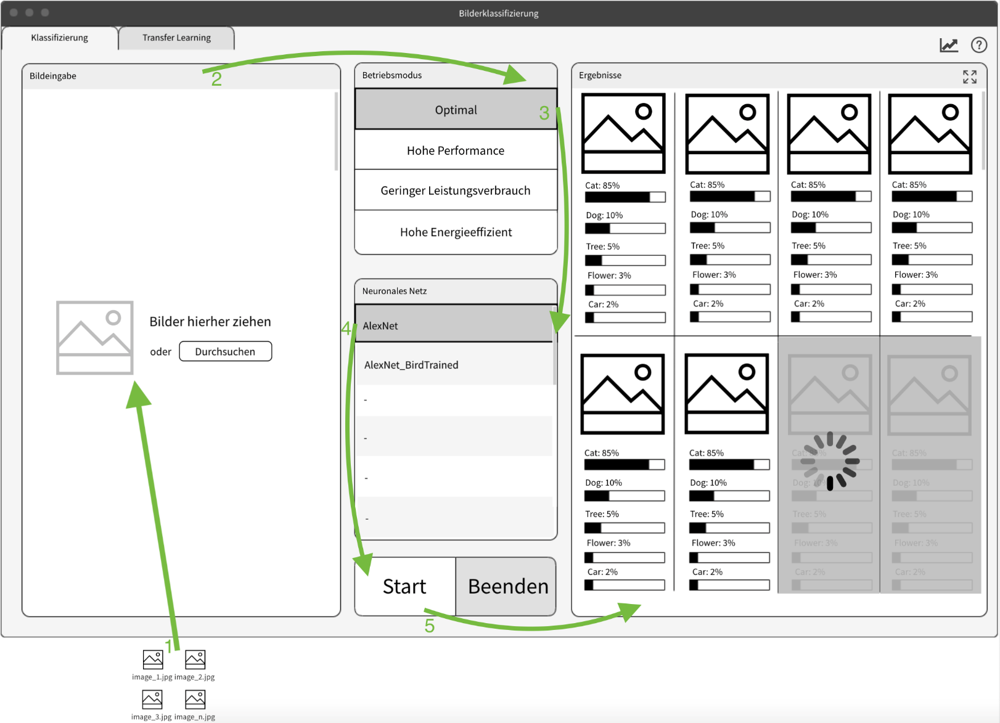 Bilderklassifizierung
Klassifizierung
Transfer Learning
?
Bildeingabe
2
Bilder hierher ziehen
oder
Durchsuchen
1
image_1.jpg
image_2.jpg
image_3.jpg
image_n.jpg
Betriebsmodus
Optimal
3
Hohe Performance
Geringer Leistungsverbrauch
Hohe Energieeffizient
Neuronales Netz
4
AlexNet
AlexNet_BirdTrained
-
-
-
-
Start
Beenden
5
Ergebnisse
Cat: 85%
Dog: 10%
Tree: 5%
Flower: 3%
Car: 2%
Cat: 85%
Dog: 10%
Tree: 5%
Flower: 3%
Car: 2%
Cat: 85%
Dog: 10%
Tree: 5%
Flower: 3%
Car: 2%
Cat: 85%
Dog: 10%
Tree: 5%
Flower: 3%
Car: 2%
Cat: 85%
Dog: 10%
Tree: 5%
Flower: 3%
Car: 2%
Cat: 85%
Dog: 10%
Tree: 5%
Flower: 3%
Car: 2%
Cat: 85%
Dog: 10%
Tree: 5%
Flower: 3%
Car: 2%
Cat: 85%
Dog: 10%
Tree: 5%
Flower: 3%
Car: 2%